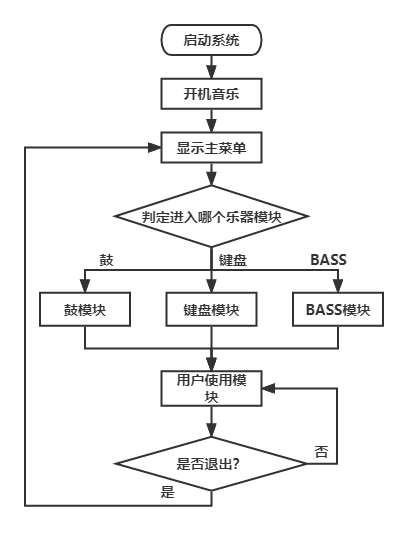 启动系统
开机音乐
显示主菜单
判定进入哪个乐器模块
鼓
键盘
BASS
鼓模块
键盘模块
BASS模块
用户使用模
块
是否退出?
否
是